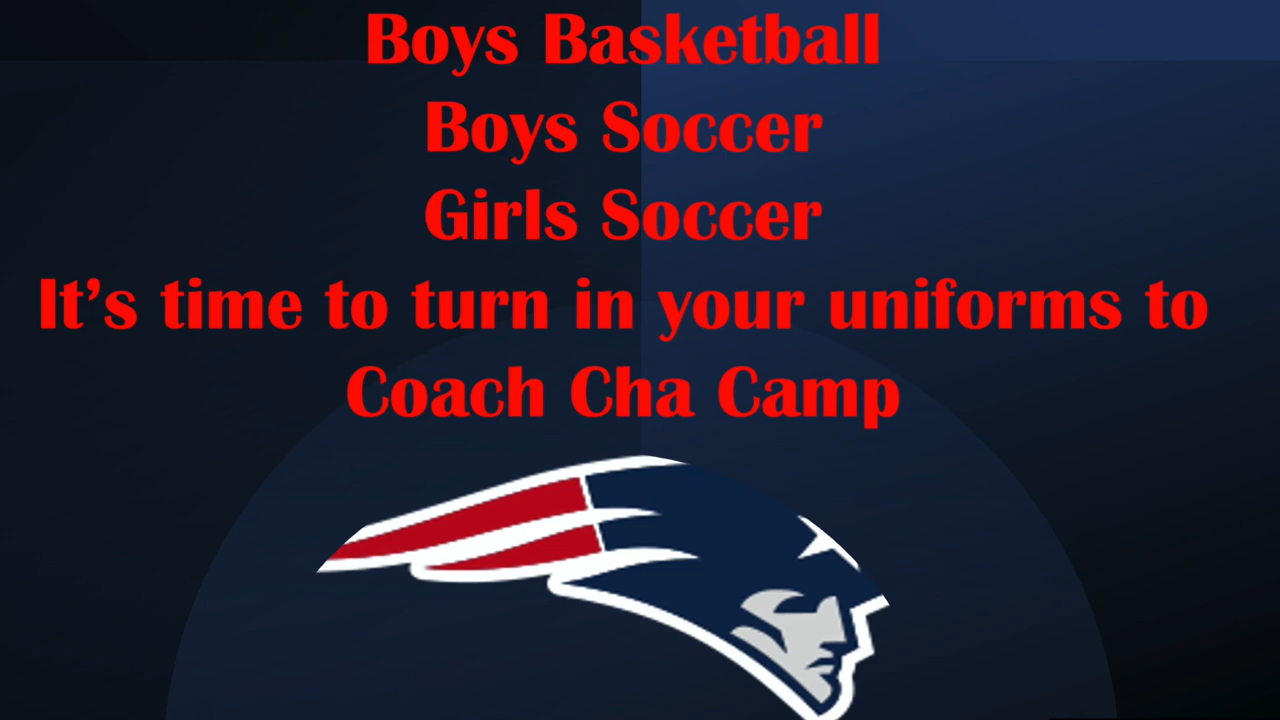 Boys Basketball
Boys Soccer
Girls Soccer
It’s time to turn in your uniforms to
Coach Cha Camp